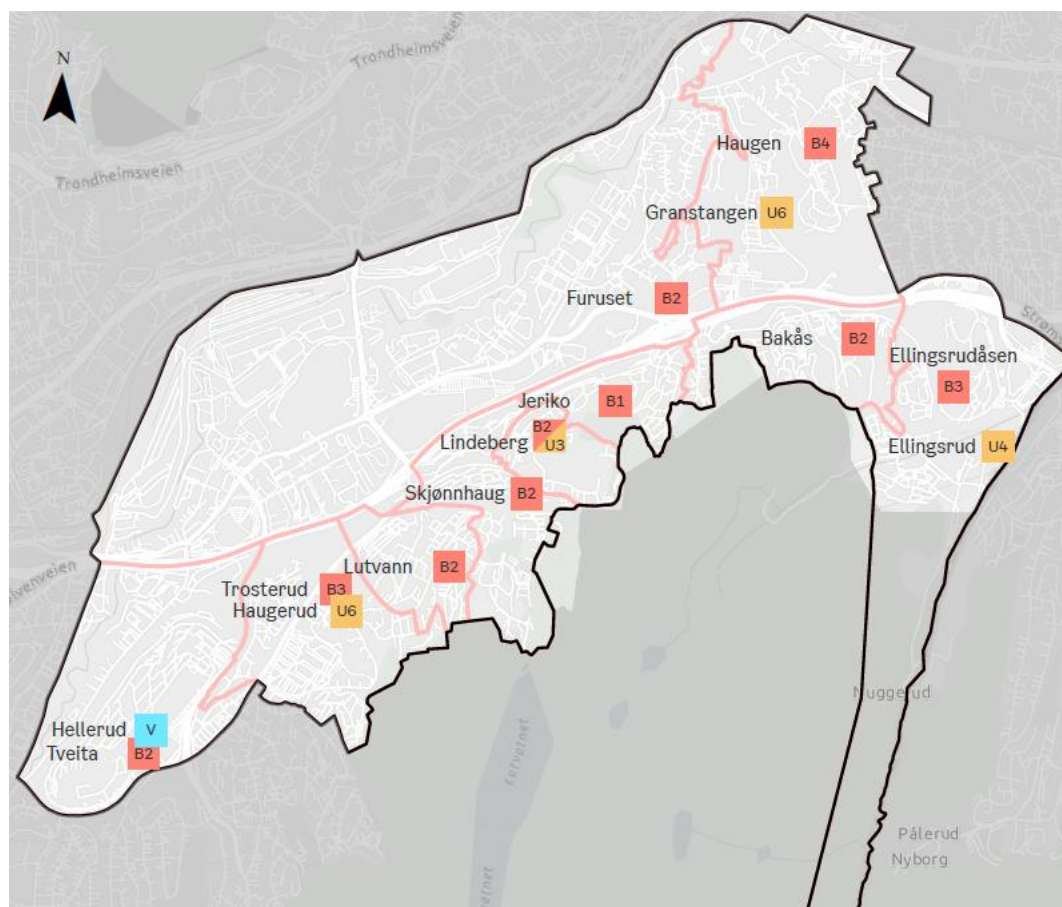 Trondheimsveien
N
Trondheimsveien
Haugen B4
Granstangen U6
Furuset B2
Bakås B2
Ellingsrudåsen
B3
Jeriko B1
B2
Lindeberg U3
Ellingsrud U4
Skjønnhaug B2
Lutvann B2
Trosterud B3
Haugerud U6
Nuggerud
Hellerud V
Tveita B2
Lutvatnet
Pålerud
Nyborg